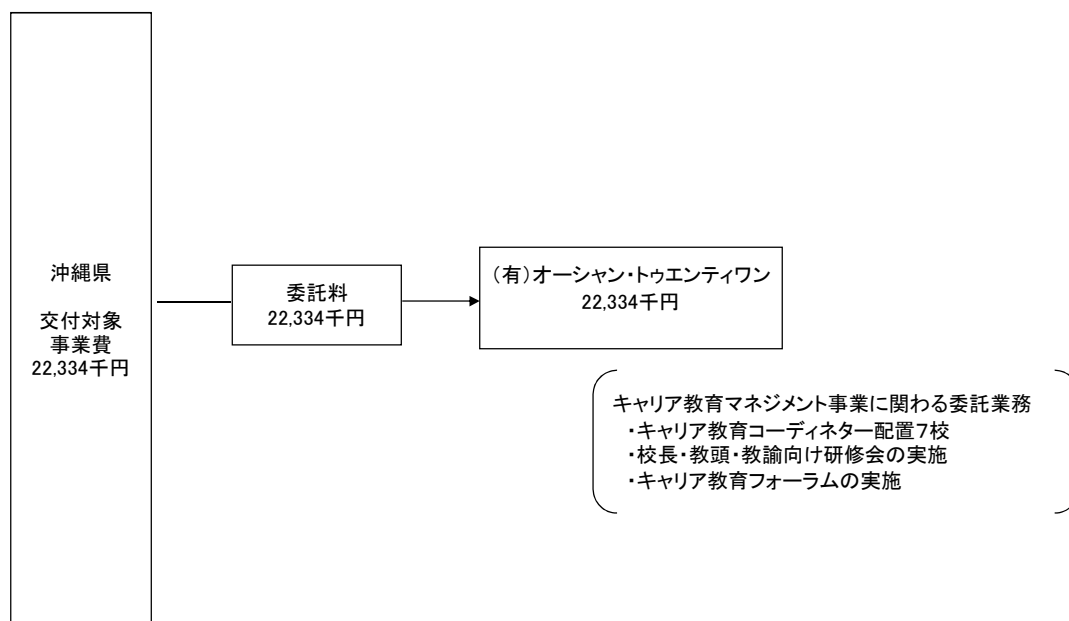 沖縄県
交付対象
事業費
22,334千円
委託料
22,334千円
(有)オーシャン・トゥエンティワン
22,334千円
キャリア教育マネジメント事業に関わる委託業務
・キャリア教育コーディネター配置7校
・校長・教頭・教諭向け研修会の実施
・キャリア教育フォーラムの実施